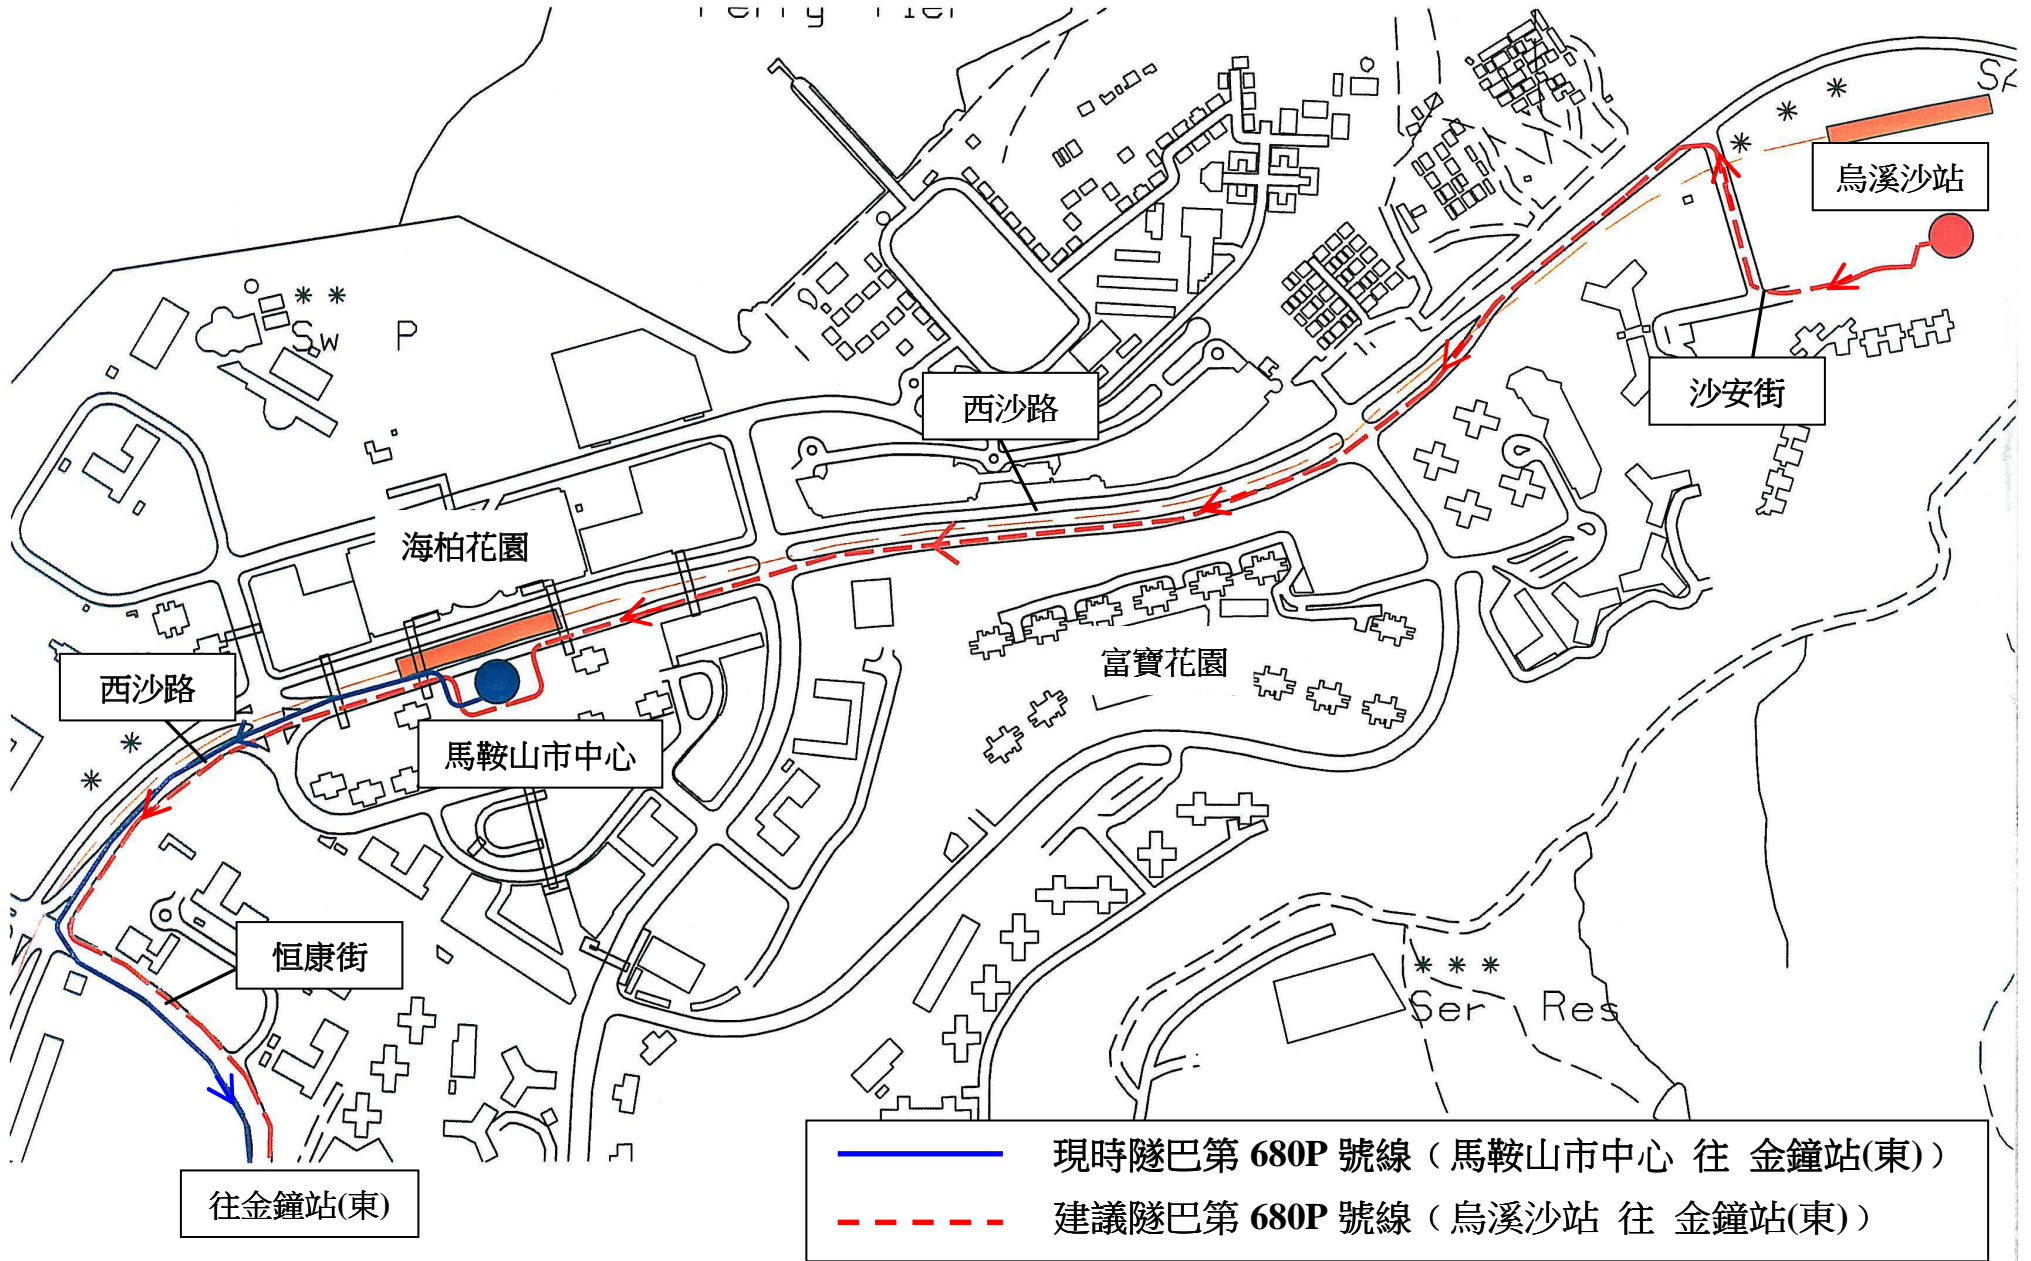 Ferry Pier
烏溪沙站
Sw P
西沙路
沙安街
海柏花園
富寶花園
西沙路
馬鞍山市中心
恒康街
Ser Res
往金鐘站(東)
現時隧巴第 680P 號線（馬鞍山市中心 往 金鐘站(東)）
建議隧巴第 680P 號線（烏溪沙站 往 金鐘站(東)）